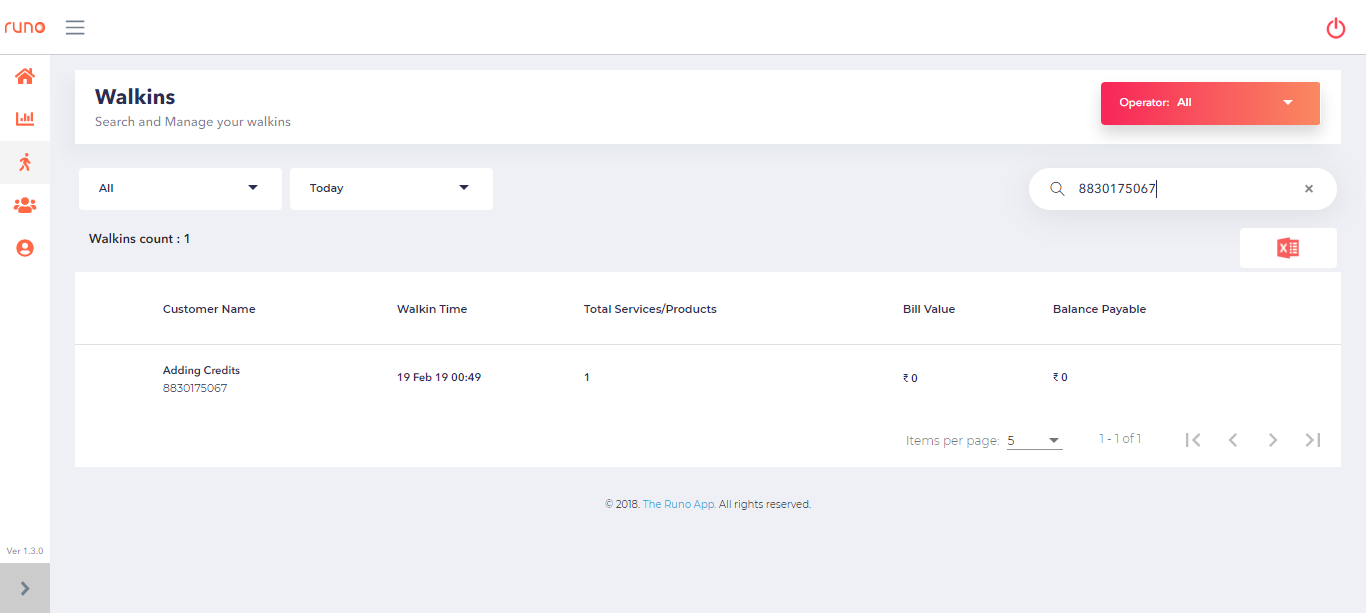 runo
Walkins
Search and Manage your walkins
Operator: All
All
Today
8830175067
Walkins count : 1
Customer Name Walkin Time Total Services/Products Bill Value Balance Payable
Adding Credits
8830175067
19 Feb 19 00:49 1 ₹ 0 ₹ 0
Items per page: 5 1 - 1 of 1
© 2018. The Runo App. All rights reserved.
Ver 1.3.0